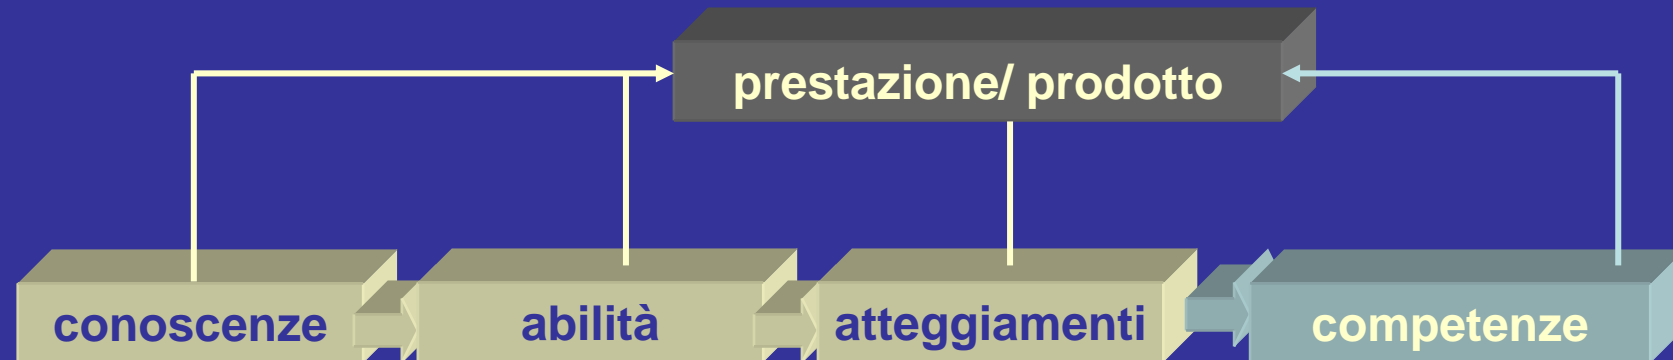 prestazione/ prodotto
conoscenze
abilità
atteggiamenti
competenze